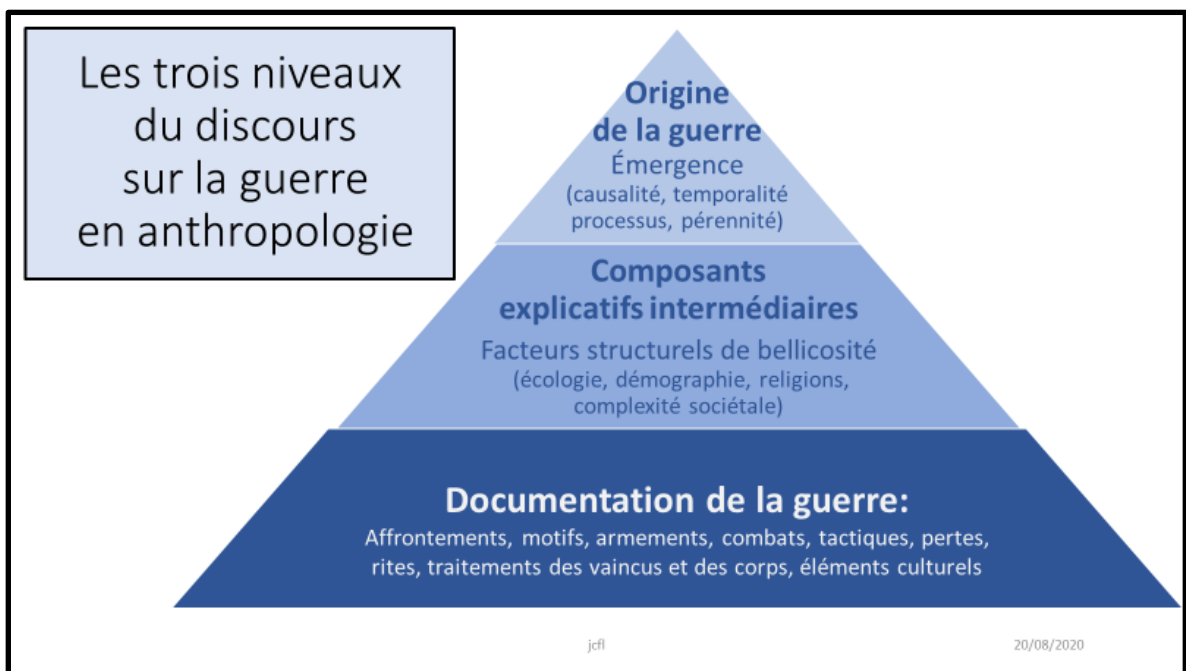 Les trois niveaux
du discours
sur la guerre
en anthropologie
Origine
de la guerre
Émergence
(causalité, temporalité
processus, pérennité)
Composants
explicatifs intermédiaires
Facteurs structurels de bellicosité
(écologie, démographie, religions,
complexité sociétale)
Documentation de la guerre:
Affrontements, motifs, armements, combats, tactiques, pertes,
rites, traitements des vaincus et des corps, éléments culturels
jcfl
20/08/2020